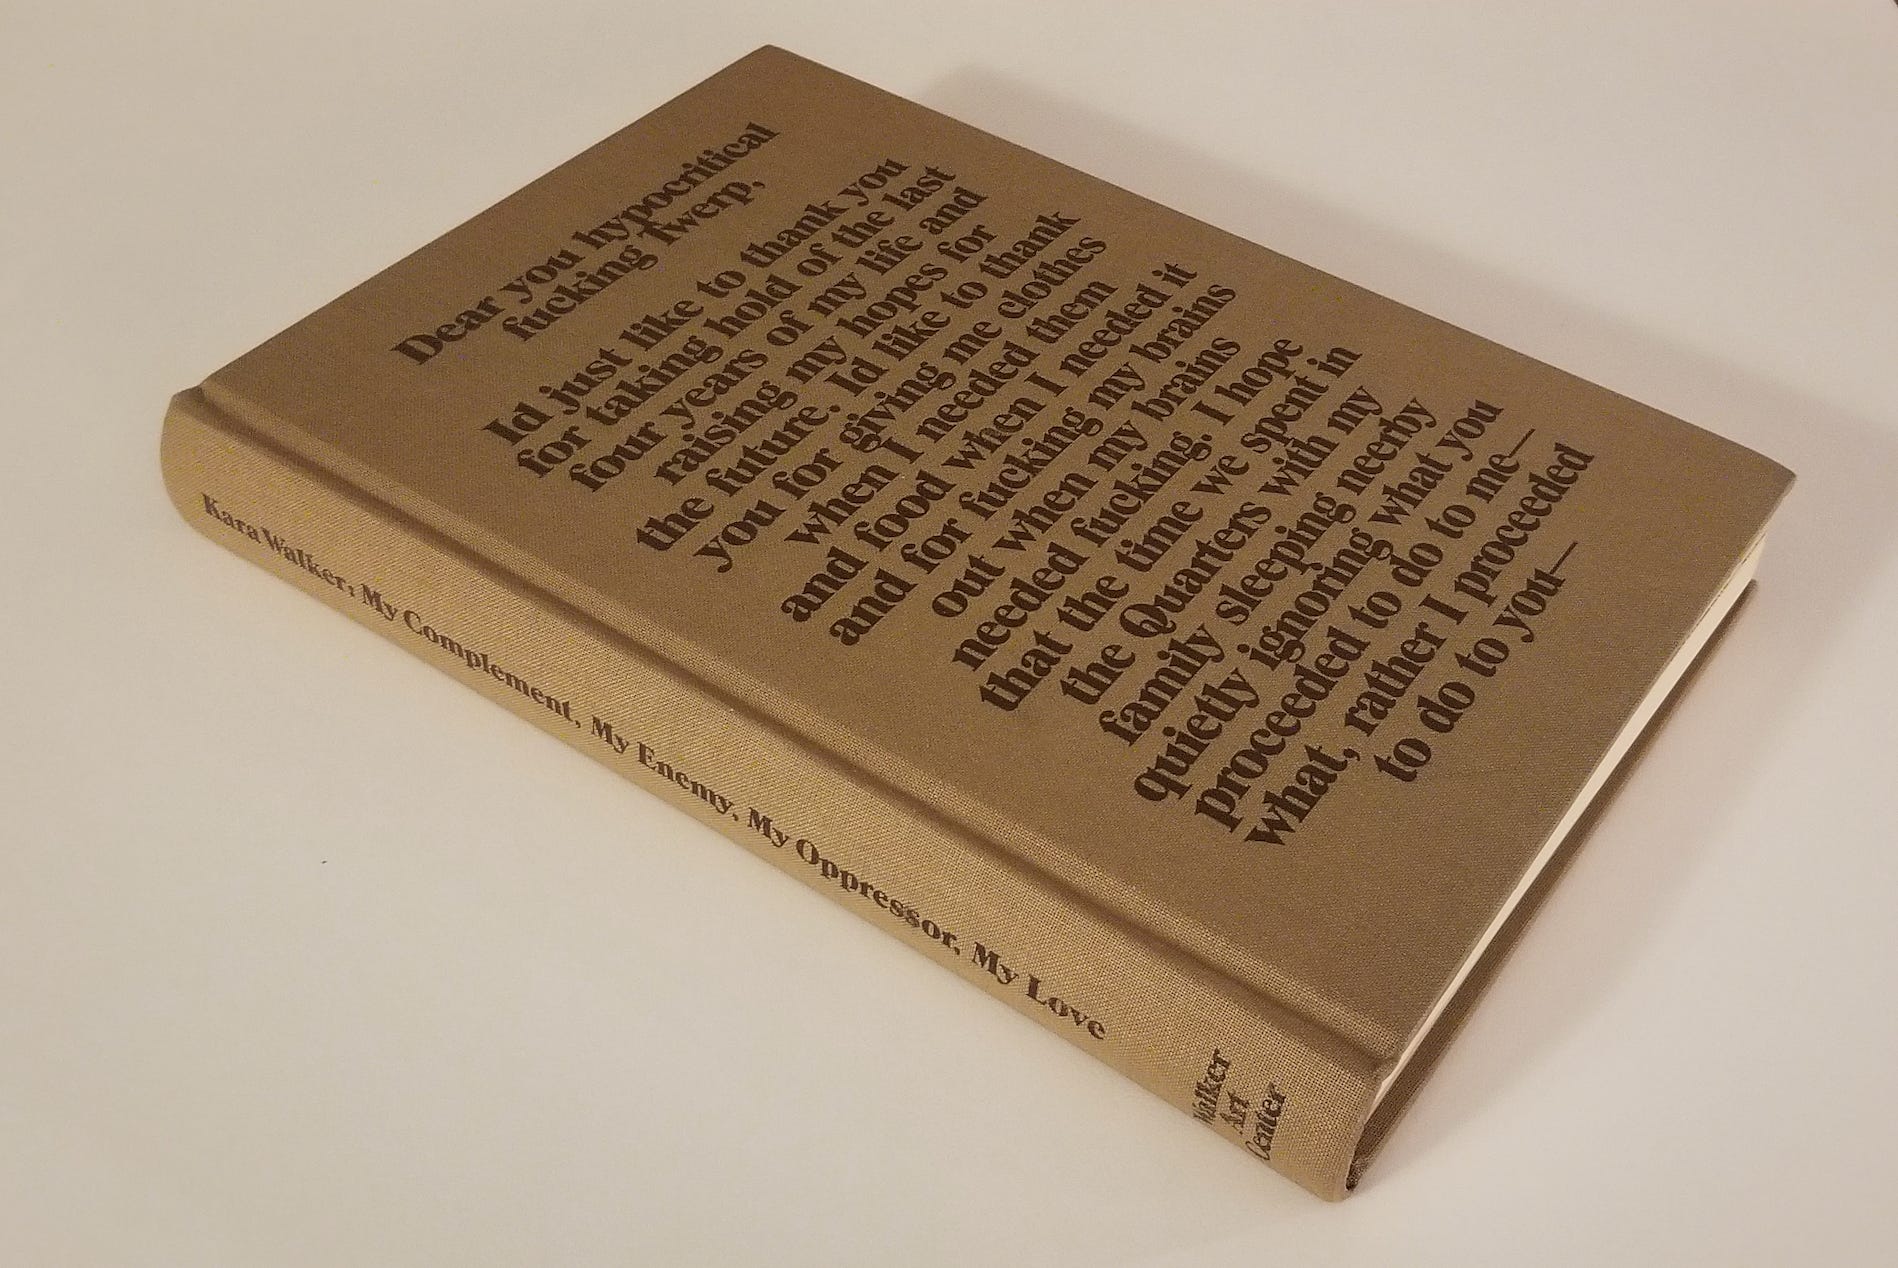 Dear you hypocritical
fucking Twerp,
Id just like to thank you
for taking hold of the last
four years of my life and
raising my hopes for
the future. Id like to thank
you for giving me clothes
when I needed them
and food when I needed it
and for fucking my brains
out when my brains
needed fucking. I hope
that the time we spent in
the Quarters with my
family sleeping neerby
quietly ignoring what you
proceeded to do to me—
what, rather I proceeded
to do to you—
Kara Walker: My Complement, My Enemy, My Oppressor, My Love
Walker
Art
Center